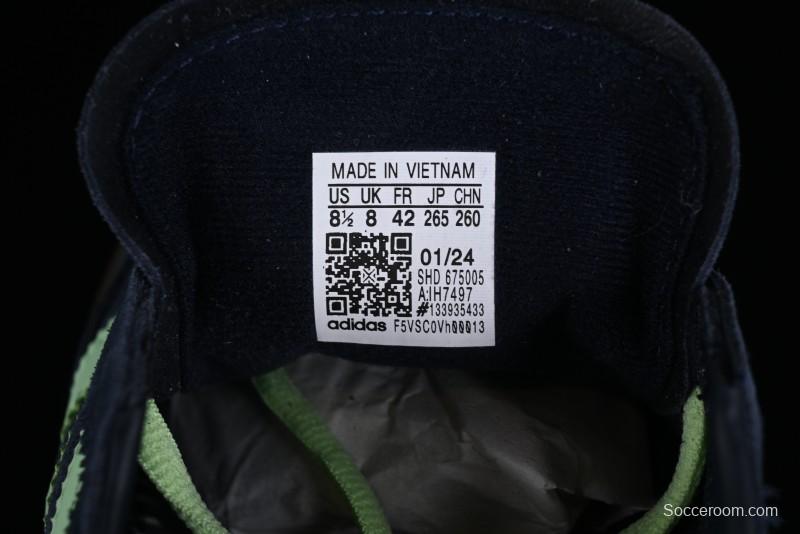 MADE IN VIETNAM
US UK FR JP CHN
8½ 8 42 265 260
01/24
SHD 675005
A:IH7497
#133935433
adidas F5VSC0Vh00013
Socceroom.com